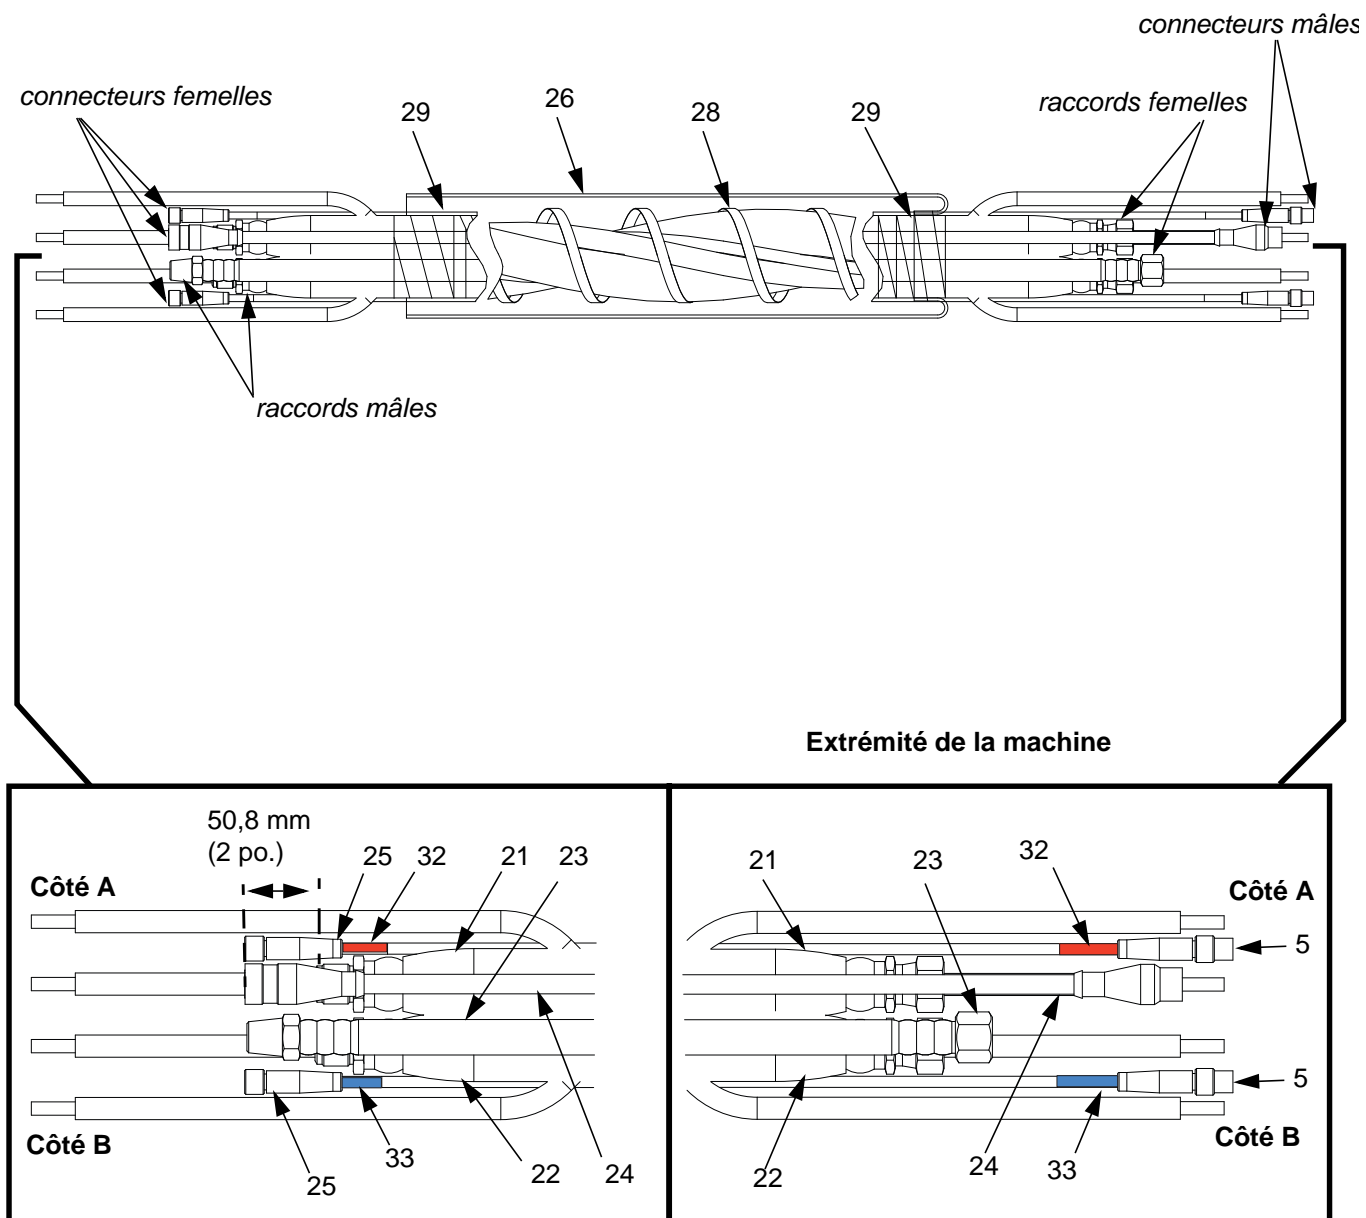 connecteurs mâles
connecteurs femelles
29
26
28
29
raccords femelles
raccords mâles
Extrémité de la machine
50,8 mm
(2 po.)
25
32
21
23
Côté A
Côté B
25
33
22
24
21
23
32
Côté A
5
5
Côté B
22
24
33